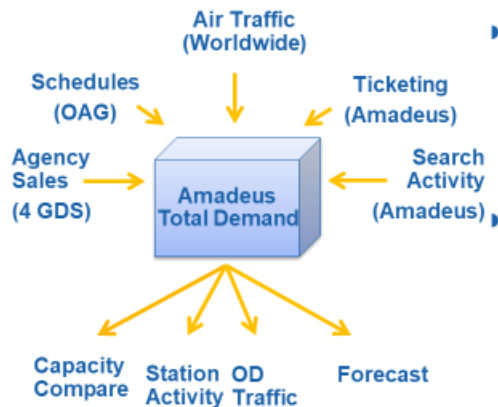 Air Traffic
(Worldwide)
Schedules
(OAG)
Ticketing
(Amadeus)
Agency
Sales
(4 GDS)
Search
Activity
(Amadeus)
Amadeus
Total Demand
Capacity
Compare
Station
Activity
OD
Traffic
Forecast